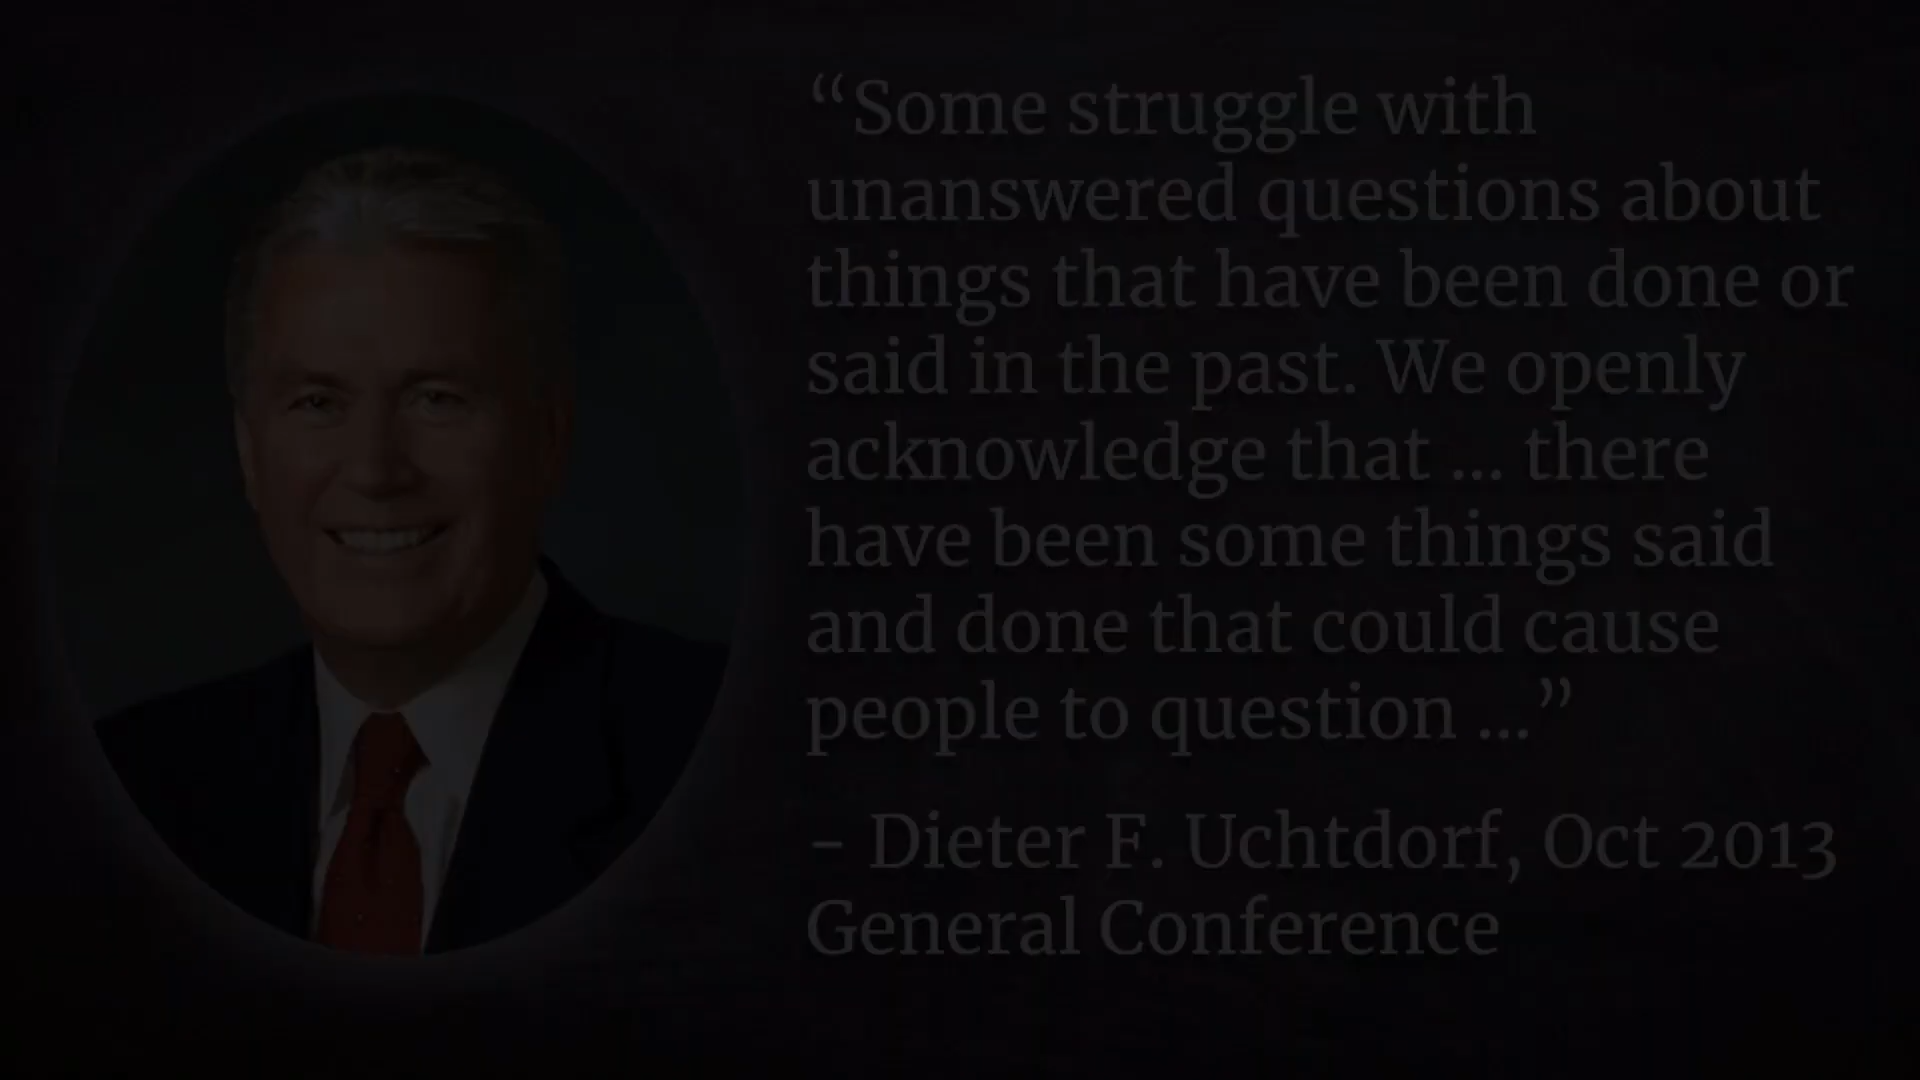 “Some struggle with
unanswered questions about
things that have been done or
said in the past. We openly
acknowledge that ... there
have been some things said
and done that could cause
people to question ...”
– Dieter F. Uchtdorf, Oct 2013
General Conference